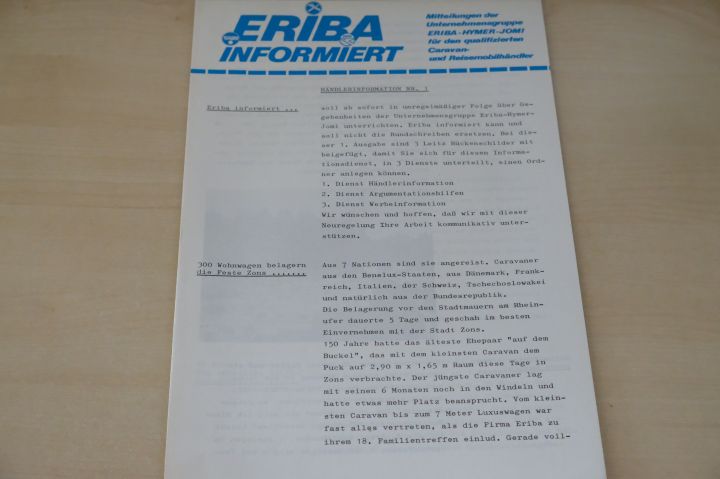 ERIBA
INFORMIERT
Mitteilungen der
Unternehmensgruppe
ERIBA-HYMER-JOMI
für den qualifizierten
Caravan-
und Reisemobilhändler
HÄNDLERINFORMATION NR. 1
Eriba informiert ...
soll ab sofort in unregelmäßiger Folge über Ge-
gebenheiten der Unternehmensgruppe Eriba-Hymer-
Jomi unterrichten. Eriba informiert kann und
soll nicht die Rundschreiben ersetzen. Bei die-
ser 1. Ausgabe sind 3 Leitz Rückenschilder mit
beigefügt, damit Sie sich für diesen Informa-
tionsdienst, in 3 Dienste unterteilt, einen Ord-
ner anlegen können.
1. Dienst Händlerinformation
2. Dienst Argumentationshilfen
3. Dienst Werbeinformation
Wir wünschen und hoffen, daß wir mit dieser
Neuregelung Ihre Arbeit kommunikativ unter-
stützen.
300 Wohnwagen belagern
die Feste Zons .......
Aus 7 Nationen sind sie angereist. Caravaner
aus den Benelux-Staaten, aus Dänemark, Frank-
reich, Italien, der Schweiz, Tschechoslowakei
und natürlich aus der Bundesrepublik.
Die Belagerung vor den Stadtmauern am Rhein-
ufer dauerte 5 Tage und geschah im besten
Einvernehmen mit der Stadt Zons.
150 Jahre hatte das älteste Ehepaar "auf dem
Buckel", das mit dem kleinsten Caravan dem
Puck auf 2,90 m x 1,65 m Raum diese Tage in
Zons verbrachte. Der jüngste Caravaner lag
mit seinen 6 Monaten noch in den Windeln und
hatte etwas mehr Platz beansprucht. Vom klein-
sten Caravan bis zum 7 Meter Luxuswagen war
fast alles vertreten, als die Firma Eriba zu
ihrem 18. Familientreffen einlud. Gerade voll-